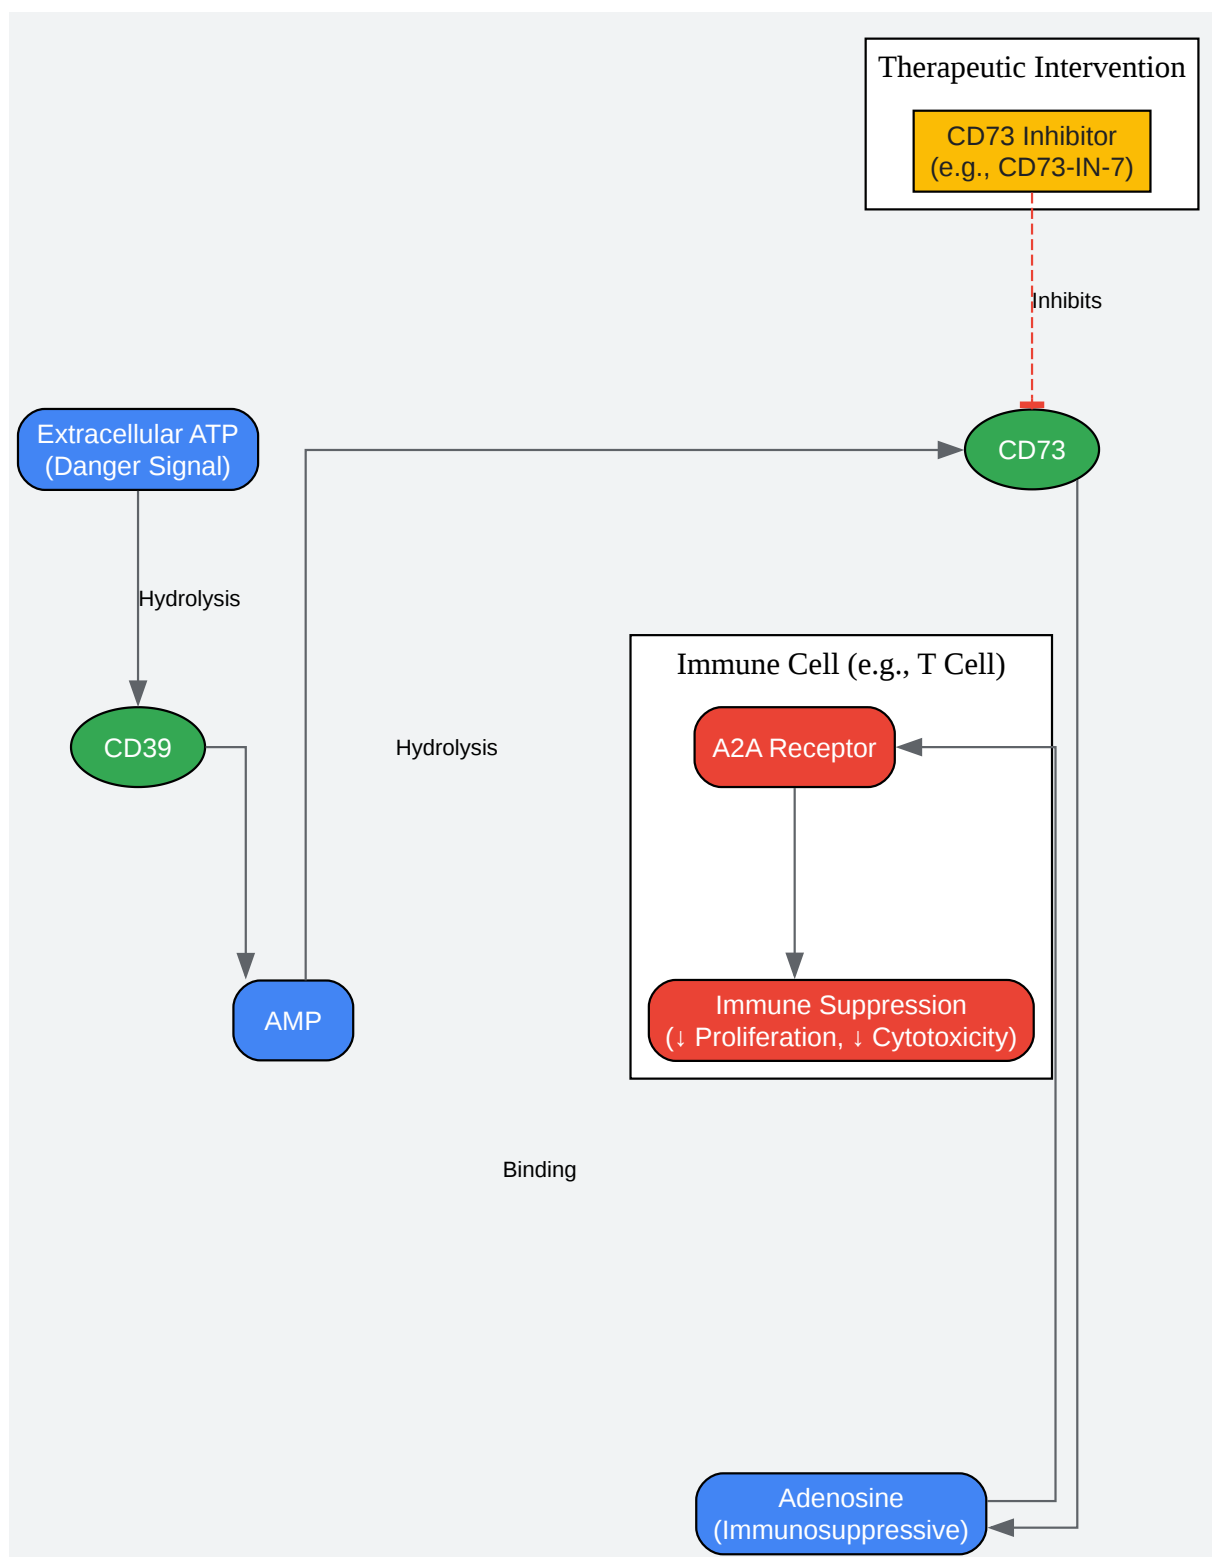 Therapeutic Intervention
CD73 Inhibitor
(e.g., CD73-IN-7)
Inhibits
Extracellular ATP
(Danger Signal)
CD73
Hydrolysis
Immune Cell (e.g., T Cell)
CD39
Hydrolysis
A2A Receptor
AMP
Immune Suppression
(↓ Proliferation, ↓ Cytotoxicity)
Binding
Adenosine
(Immunosuppressive)